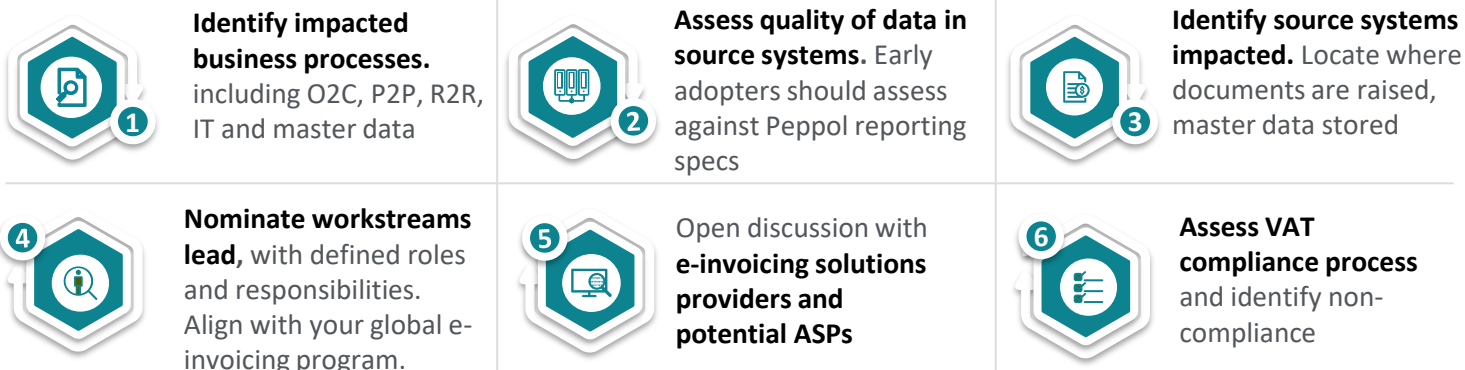 Identify impacted
business processes.
including O2C, P2P, R2R,
IT and master data
1
Assess quality of data in
source systems. Early
adopters should assess
against Peppol reporting
specs
2
Identify source systems
impacted. Locate where
documents are raised,
master data stored
3
4
Nominate workstreams
lead, with defined roles
and responsibilities.
Align with your global e-
invoicing program.
5
Open discussion with
e-invoicing solutions
providers and
potential ASPs
6
Assess VAT
compliance process
and identify non-
compliance